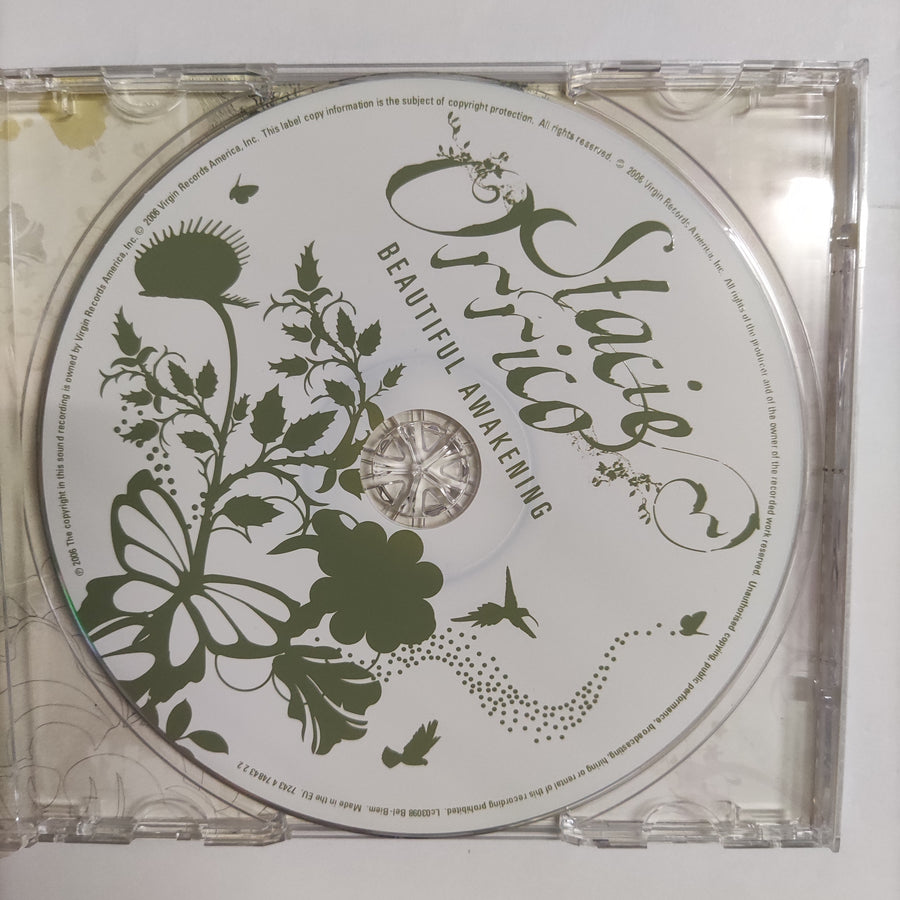 Stacie
Orrico
BEAUTIFUL AWAKENING
℗ 2006 The copyright in this sound recording is owned by Virgin Records America, Inc. © 2006 Virgin Records America, Inc. This label copy information is the subject of copyright protection. All rights reserved. © 2006 Virgin Records America, Inc. All rights of the producer and of the owner of the recorded work reserved. Unauthorised copying, public performance, broadcasting, hiring or rental of this recording prohibited. Lc03098 Bel-Biem. Made in the EU. 7243 4 74843 2 2